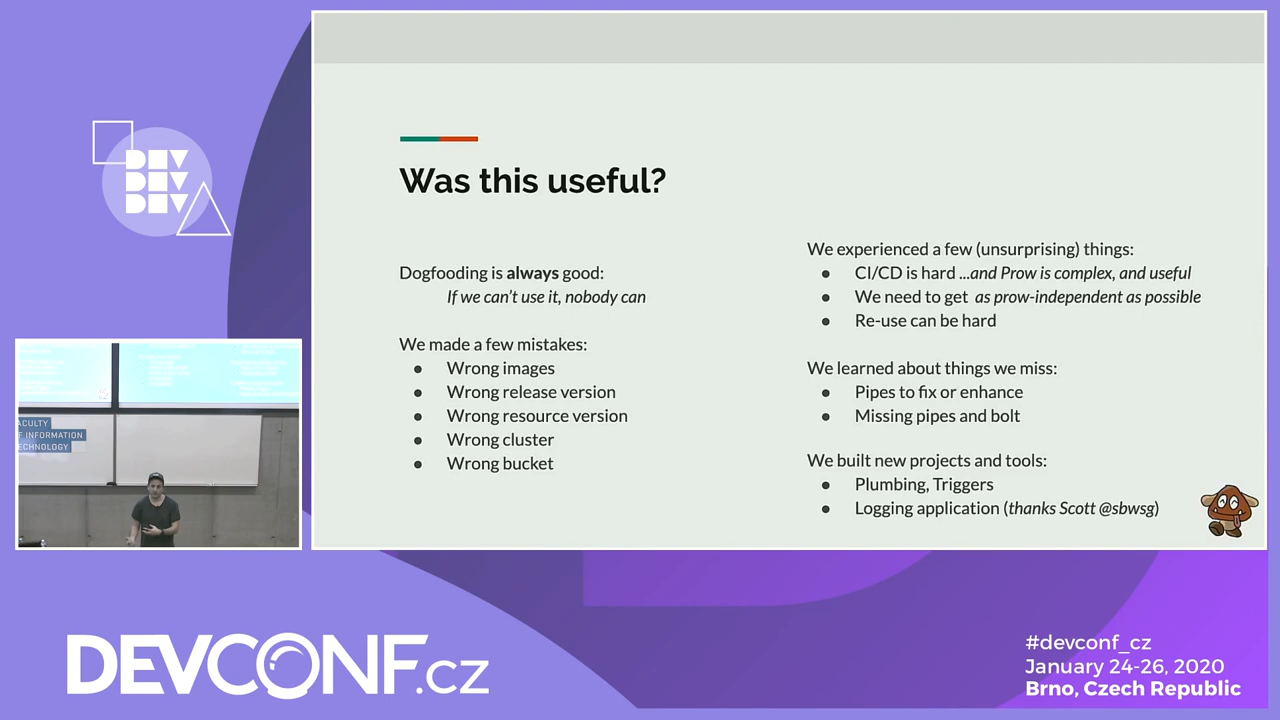 DEV
DEV
DEV
Was this useful?
Dogfooding is always good:
If we can't use it, nobody can
We made a few mistakes:
Wrong images
Wrong release version
Wrong resource version
Wrong cluster
Wrong bucket
We experienced a few (unsurprising) things:
CI/CD is hard ...and Prow is complex, and useful
We need to get as prow-independent as possible
Re-use can be hard
We learned about things we miss:
Pipes to fix or enhance
Missing pipes and bolt
We built new projects and tools:
Plumbing, Triggers
Logging application (thanks Scott @sbwsg)
ACULTY
F INFORMATION
ECHNOLOGY
DEVCONF.cz
#devconf_cz
January 24-26, 2020
Brno, Czech Republic